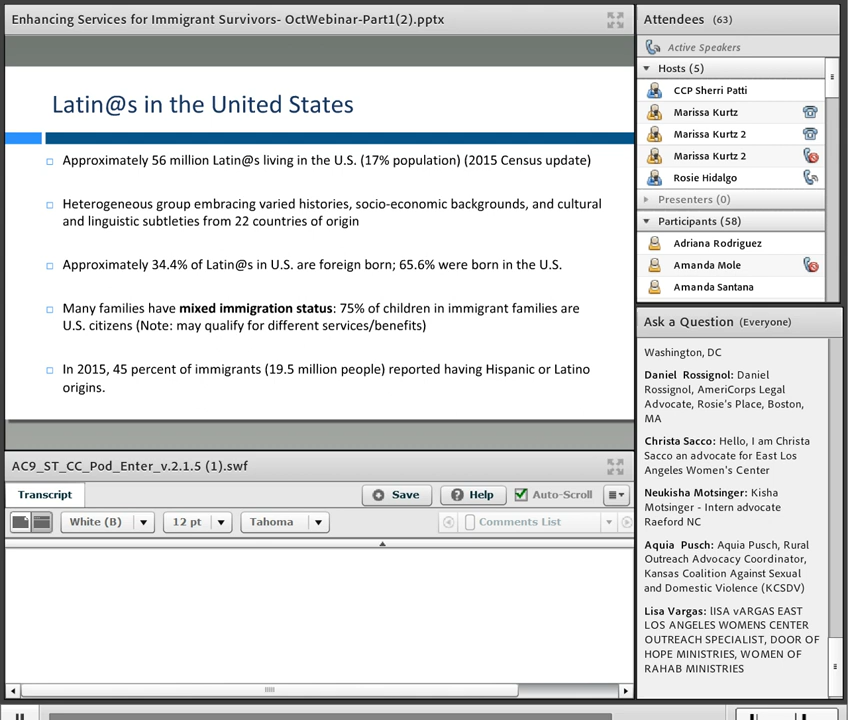 Enhancing Services for Immigrant Survivors- OctWebinar-Part1(2).pptx
Latin@s in the United States
Approximately 56 million Latin@s living in the U.S. (17% population) (2015 Census update)
Heterogeneous group embracing varied histories, socio-economic backgrounds, and cultural
and linguistic subtleties from 22 countries of origin
Approximately 34.4% of Latin@s in U.S. are foreign born; 65.6% were born in the U.S.
Many families have mixed immigration status: 75% of children in immigrant families are
U.S. citizens (Note: may qualify for different services/benefits)
In 2015, 45 percent of immigrants (19.5 million people) reported having Hispanic or Latino
origins.
AC9_ST_CC_Pod_Enter_v.2.1.5 (1).swf
Transcript
Save
Help
Auto-Scroll
White (B)
12 pt
Tahoma
Comments List
Attendees (63)
Active Speakers
Hosts (5)
CCP Sherri Patti
Marissa Kurtz
Marissa Kurtz 2
Marissa Kurtz 2
Rosie Hidalgo
Presenters (0)
Participants (58)
Adriana Rodriguez
Amanda Mole
Amanda Santana
Ask a Question (Everyone)
Washington, DC
Daniel Rossignol: Daniel
Rossignol, AmeriCorps Legal
Advocate, Rosie's Place, Boston,
MA
Christa Sacco: Hello, I am Christa
Sacco an advocate for East Los
Angeles Women's Center
Neukisha Motsinger: Kisha
Motsinger - Intern advocate
Raeford NC
Aquia Pusch: Aquia Pusch, Rural
Outreach Advocacy Coordinator,
Kansas Coalition Against Sexual
and Domestic Violence (KCSDV)
Lisa Vargas: lISA vARGAS EAST
LOS ANGELES WOMENS CENTER
OUTREACH SPECIALIST, DOOR OF
HOPE MINISTRIES, WOMEN OF
RAHAB MINISTRIES